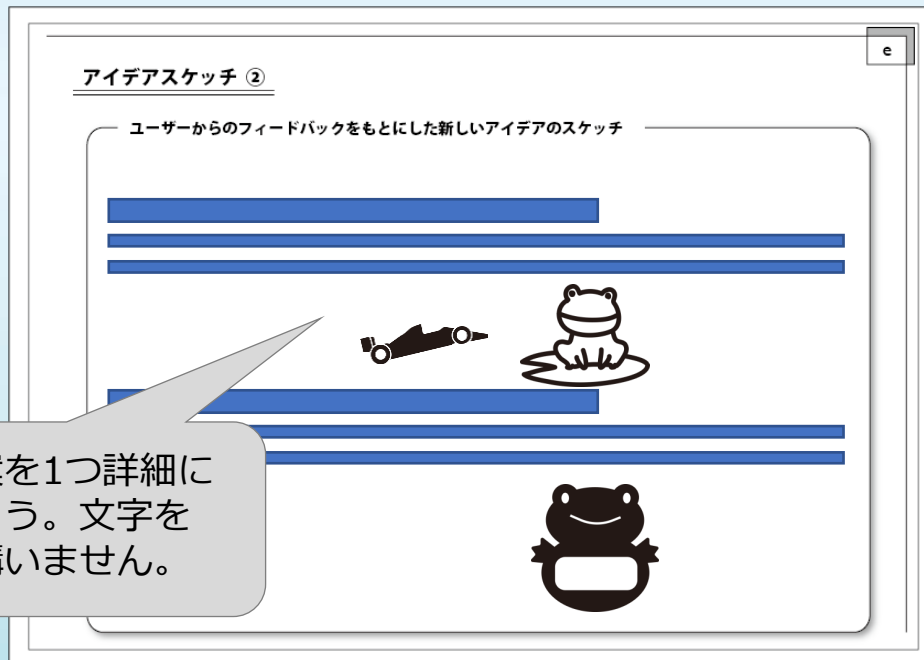 e
アイデアスケッチ ②
ユーザーからのフィードバックをもとにした新しいアイデアのスケッチ
を1つ詳細に
う。文字を
いません。